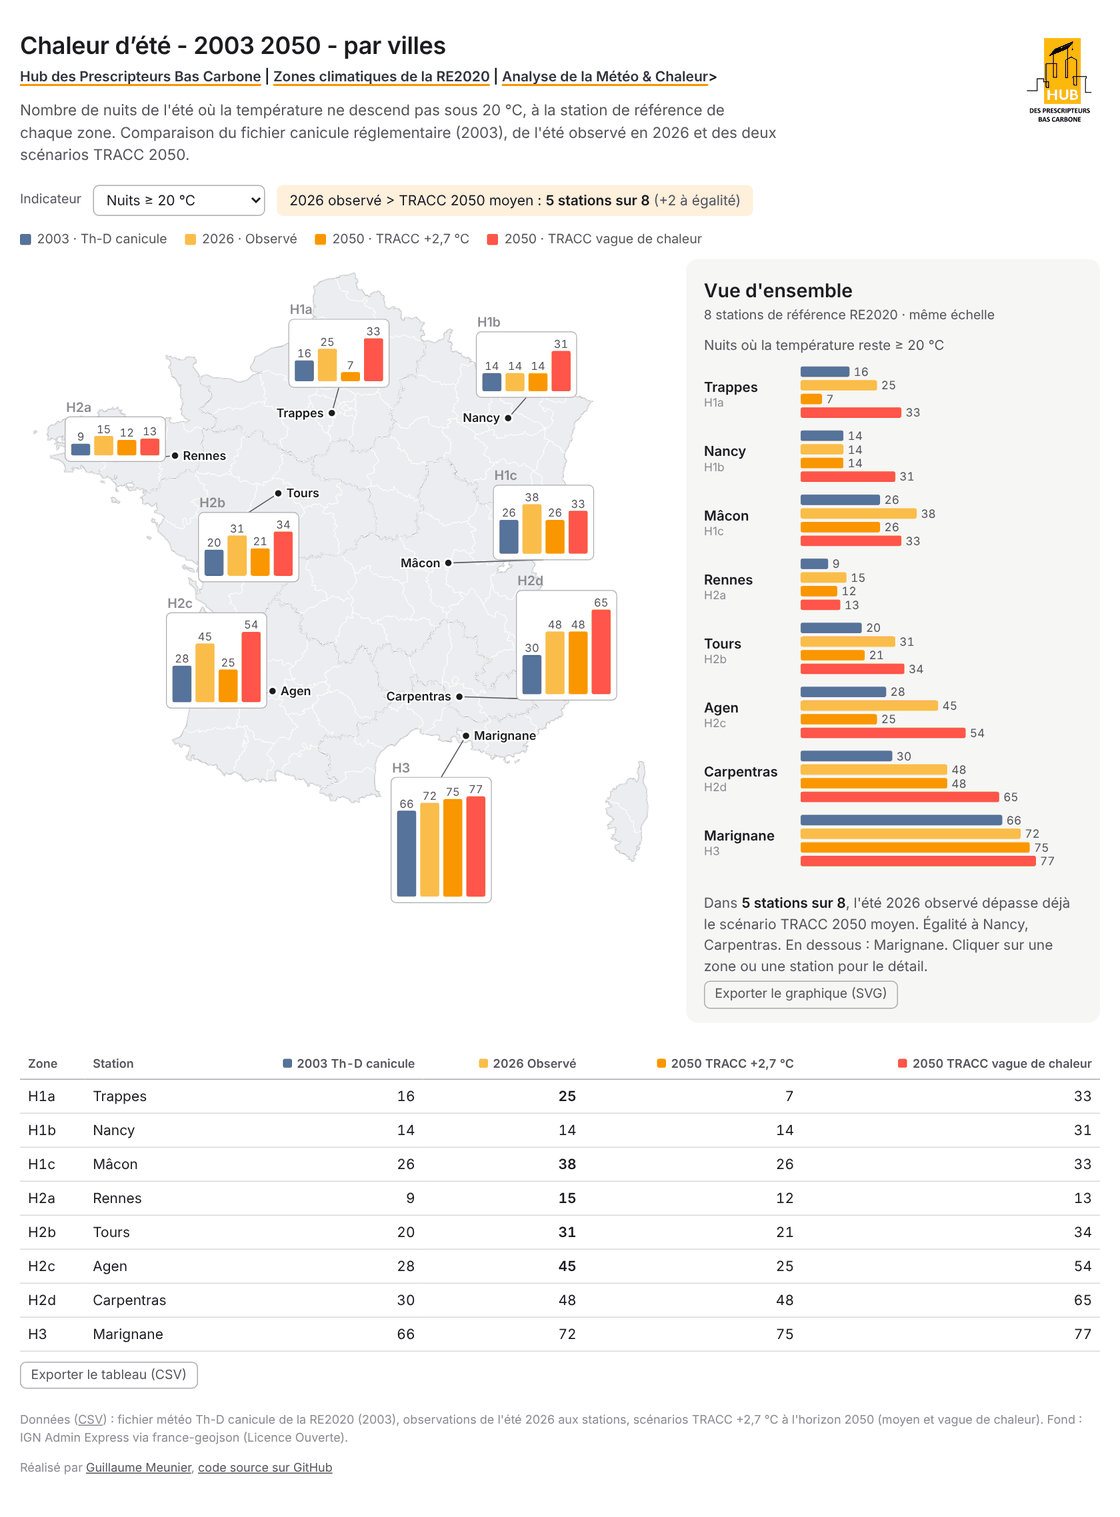 Chaleur d’été - 2003 2050 - par villes
Hub des Prescripteurs Bas Carbone | Zones climatiques de la RE2020 | Analyse de la Météo & Chaleur>
HUB
DES PRESCRIPTEURS
BAS CARBONE
Nombre de nuits de l'été où la température ne descend pas sous 20 °C, à la station de référence de
chaque zone. Comparaison du fichier canicule réglementaire (2003), de l'été observé en 2026 et des deux
scénarios TRACC 2050.
Indicateur Nuits ≥ 20 °C 2026 observé > TRACC 2050 moyen : 5 stations sur 8 (+2 à égalité)
2003 · Th-D canicule 2026 · Observé 2050 · TRACC +2,7 °C 2050 · TRACC vague de chaleur
H1a
16 25 7 33
Trappes
H1b
14 14 14 31
Nancy
H2a
9 15 12 13
Rennes
Tours
H2b
20 31 21 34
H1c
26 38 26 33
Mâcon
H2d
30 48 48 65
Carpentras
H2c
28 45 25 54
Agen
Marignane
H3
66 72 75 77
Vue d'ensemble
8 stations de référence RE2020 · même échelle
Nuits où la température reste ≥ 20 °C
Trappes
H1a
16
25
7
33
Nancy
H1b
14
14
14
31
Mâcon
H1c
26
38
26
33
Rennes
H2a
9
15
12
13
Tours
H2b
20
31
21
34
Agen
H2c
28
45
25
54
Carpentras
H2d
30
48
48
65
Marignane
H3
66
72
75
77
Dans 5 stations sur 8, l'été 2026 observé dépasse déjà
le scénario TRACC 2050 moyen. Égalité à Nancy,
Carpentras. En dessous : Marignane. Cliquer sur une
zone ou une station pour le détail.
Exporter le graphique (SVG)
Zone Station 2003 Th-D canicule 2026 Observé 2050 TRACC +2,7 °C 2050 TRACC vague de chaleur
H1a Trappes 16 25 7 33
H1b Nancy 14 14 14 31
H1c Mâcon 26 38 26 33
H2a Rennes 9 15 12 13
H2b Tours 20 31 21 34
H2c Agen 28 45 25 54
H2d Carpentras 30 48 48 65
H3 Marignane 66 72 75 77
Exporter le tableau (CSV)
Données (CSV) : fichier météo Th-D canicule de la RE2020 (2003), observations de l'été 2026 aux stations, scénarios TRACC +2,7 °C à l'horizon 2050 (moyen et vague de chaleur). Fond :
IGN Admin Express via france-geojson (Licence Ouverte).
Réalisé par Guillaume Meunier, code source sur GitHub